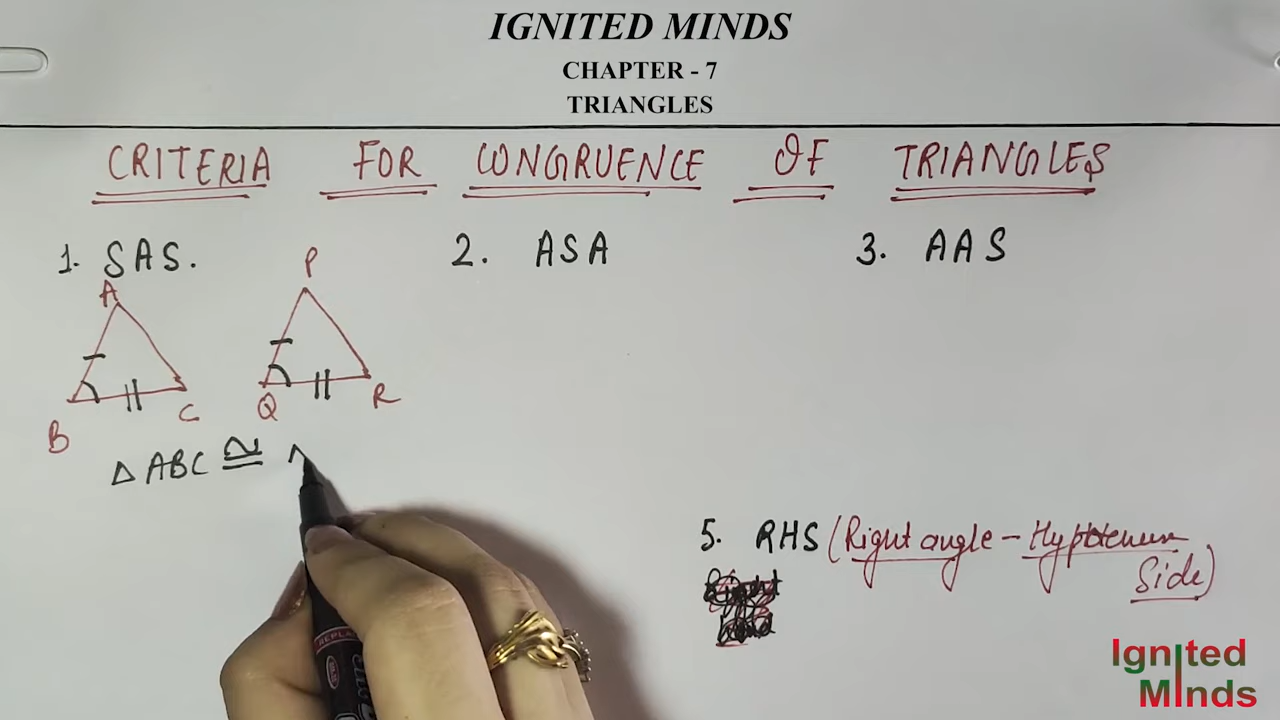 IGNITED MINDS
CHAPTER - 7
TRIANGLES
CRITERIA FOR CONGRUENCE OF TRIANGLES
1. SAS.
2. ASA
3. AAS
A
P
B
C
Q
R
△ ABC ≅
5. RHS (Right angle - Hypotenuse
Side)
Ignited
Minds